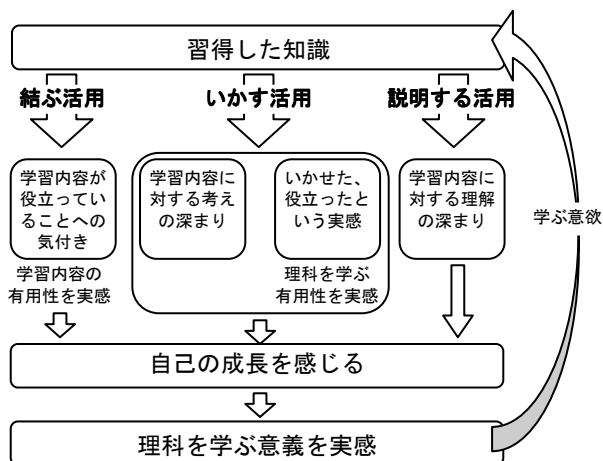 習得した知識
結ぶ活用
いかす活用
説明する活用
学習内容が
役立ってい
ることへの
気付き
学習内容に
対する考え
の深まり
いかせた、
役立ったと
いう実感
学習内容に
対する理解
の深まり
学ぶ意欲
学習内容の
有用性を実感
理科を学ぶ
有用性を実感
自己の成長を感じる
理科を学ぶ意義を実感